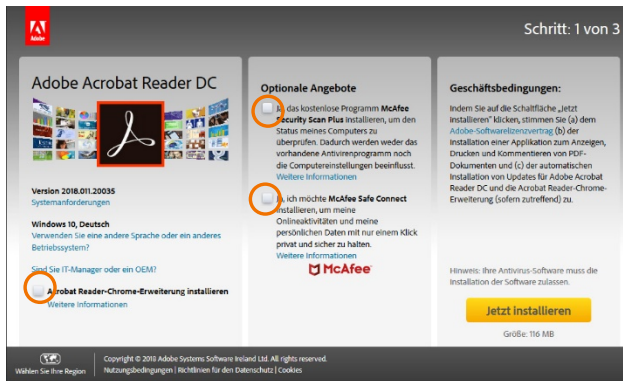 Adobe
Schritt: 1 von 3
Adobe Acrobat Reader DC
Version 2018.011.20035
Systemanforderungen
Windows 10, Deutsch
Verwenden Sie eine andere Sprache oder ein anderes
Betriebssystem?
Sind Sie IT-Manager oder ein OEM?
Acrobat Reader-Chrome-Erweiterung installieren
Weitere Informationen
Optionale Angebote
Ja, das kostenlose Programm McAfee
Security Scan Plus installieren, um den
Status meines Computers zu
überprüfen. Dadurch werden weder das
vorhandene Antivirenprogramm noch
die Computereinstellungen beeinflusst.
Weitere Informationen
Ja, ich möchte McAfee Safe Connect
installieren, um meine
Onlineaktivitäten und meine
persönlichen Daten mit nur einem Klick
privat und sicher zu halten.
Weitere Informationen
McAfee
Geschäftsbedingungen:
Indem Sie auf die Schaltfläche „Jetzt
Installieren" klicken, stimmen Sie (a) dem
Adobe-Softwarelizenzvertrag (b) der
Installation einer Applikation zum Anzeigen,
Drucken und Kommentieren von PDF-
Dokumenten und (c) der automatischen
Installation von Updates für Adobe Acrobat
Reader DC und die Acrobat Reader-Chrome-
Erweiterung (sofern zutreffend) zu.
Hinweis: Ihre Antivirus-Software muss die
Installation der Software zulassen.
Jetzt installieren
Größe: 116 MB
Wählen Sie Ihre Region
Copyright © 2018 Adobe Systems Software Ireland Ltd. All rights reserved.
Nutzungsbedingungen | Richtlinien für den Datenschutz | Cookies